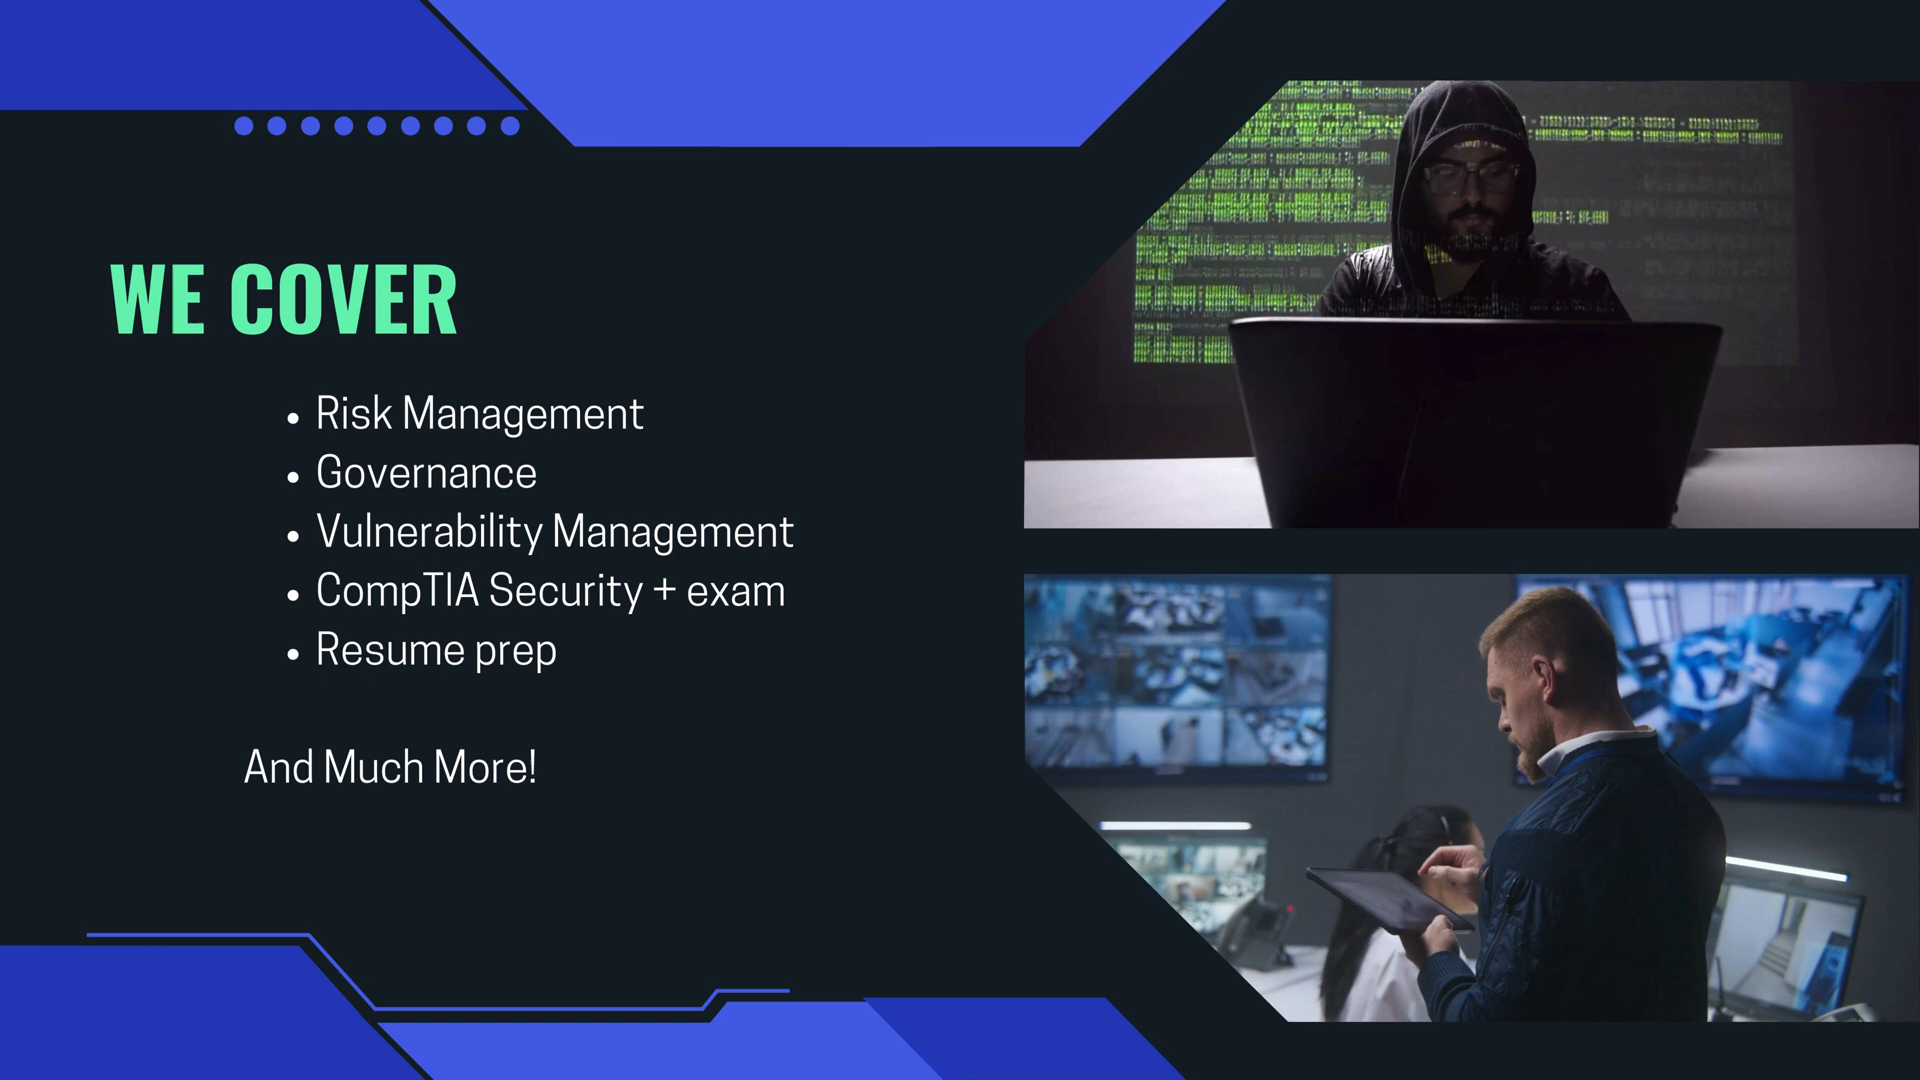 WE COVER
• Risk Management
• Governance
• Vulnerability Management
• CompTIA Security + exam
• Resume prep
And Much More!